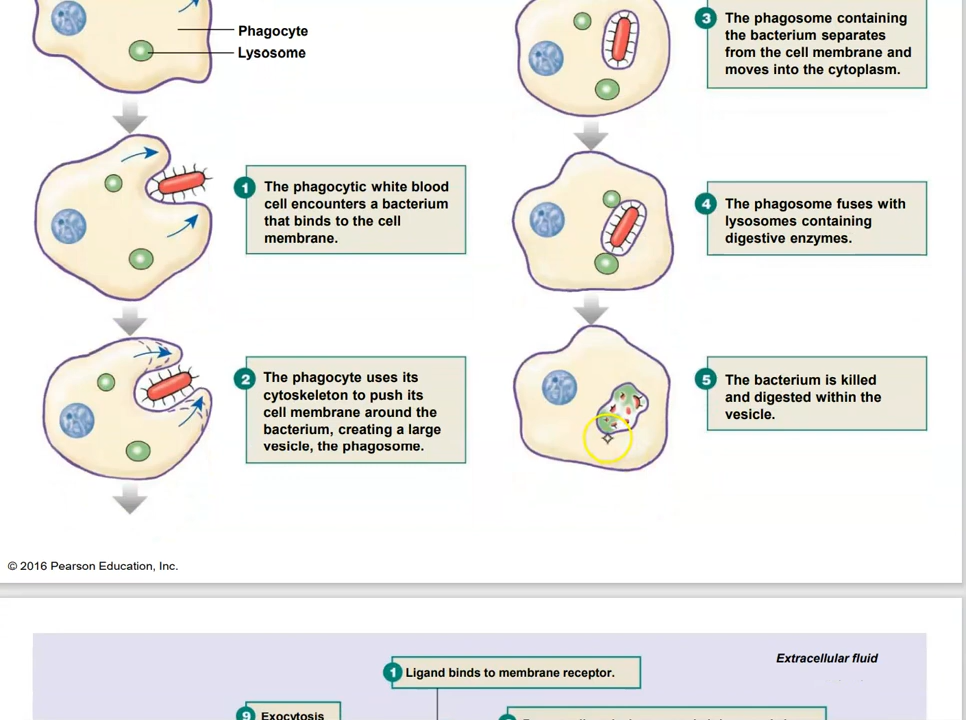 Phagocyte
Lysosome
1
The phagocytic white blood
cell encounters a bacterium
that binds to the cell
membrane.
2
The phagocyte uses its
cytoskeleton to push its
cell membrane around the
bacterium, creating a large
vesicle, the phagosome.
3
The phagosome containing
the bacterium separates
from the cell membrane and
moves into the cytoplasm.
4
The phagosome fuses with
lysosomes containing
digestive enzymes.
5
The bacterium is killed
and digested within the
vesicle.
© 2016 Pearson Education, Inc.
Extracellular fluid
1 Ligand binds to membrane receptor.
9 Exocytosis